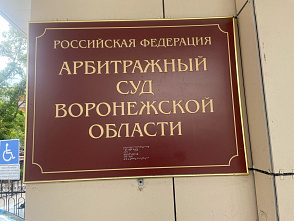 РОССИЙСКАЯ ФЕДЕРАЦИЯ
АРБИТРАЖНЫЙ
СУД
ВОРОНЕЖСКОЙ
ОБЛАСТИ